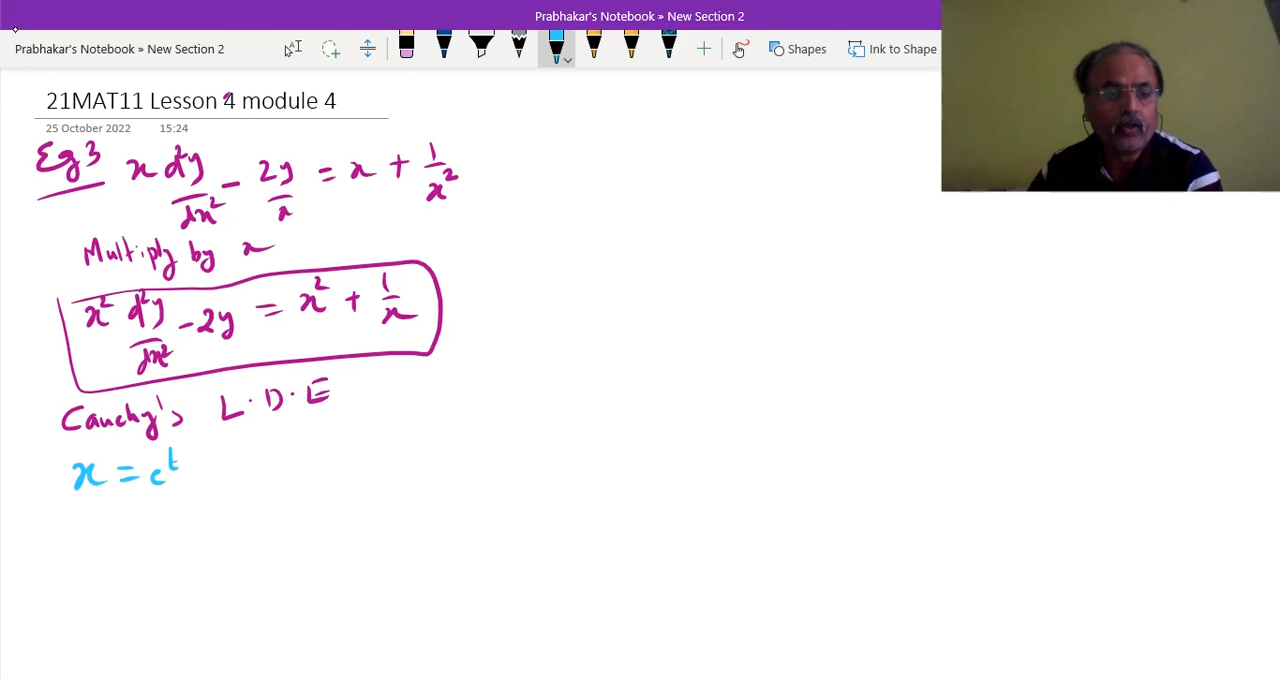 Prabhakar's Notebook » New Section 2
Prabhakar's Notebook » New Section 2
Shapes
Ink to Shape
21MAT11 Lesson 4 module 4
25 October 2022 15:24
Eg 3 x d²y/dx² - 2y/x = x + 1/x²
Multiply by x
x² d²y/dx² - 2y = x² + 1/x
Cauchy's L.D.E
x = e^t